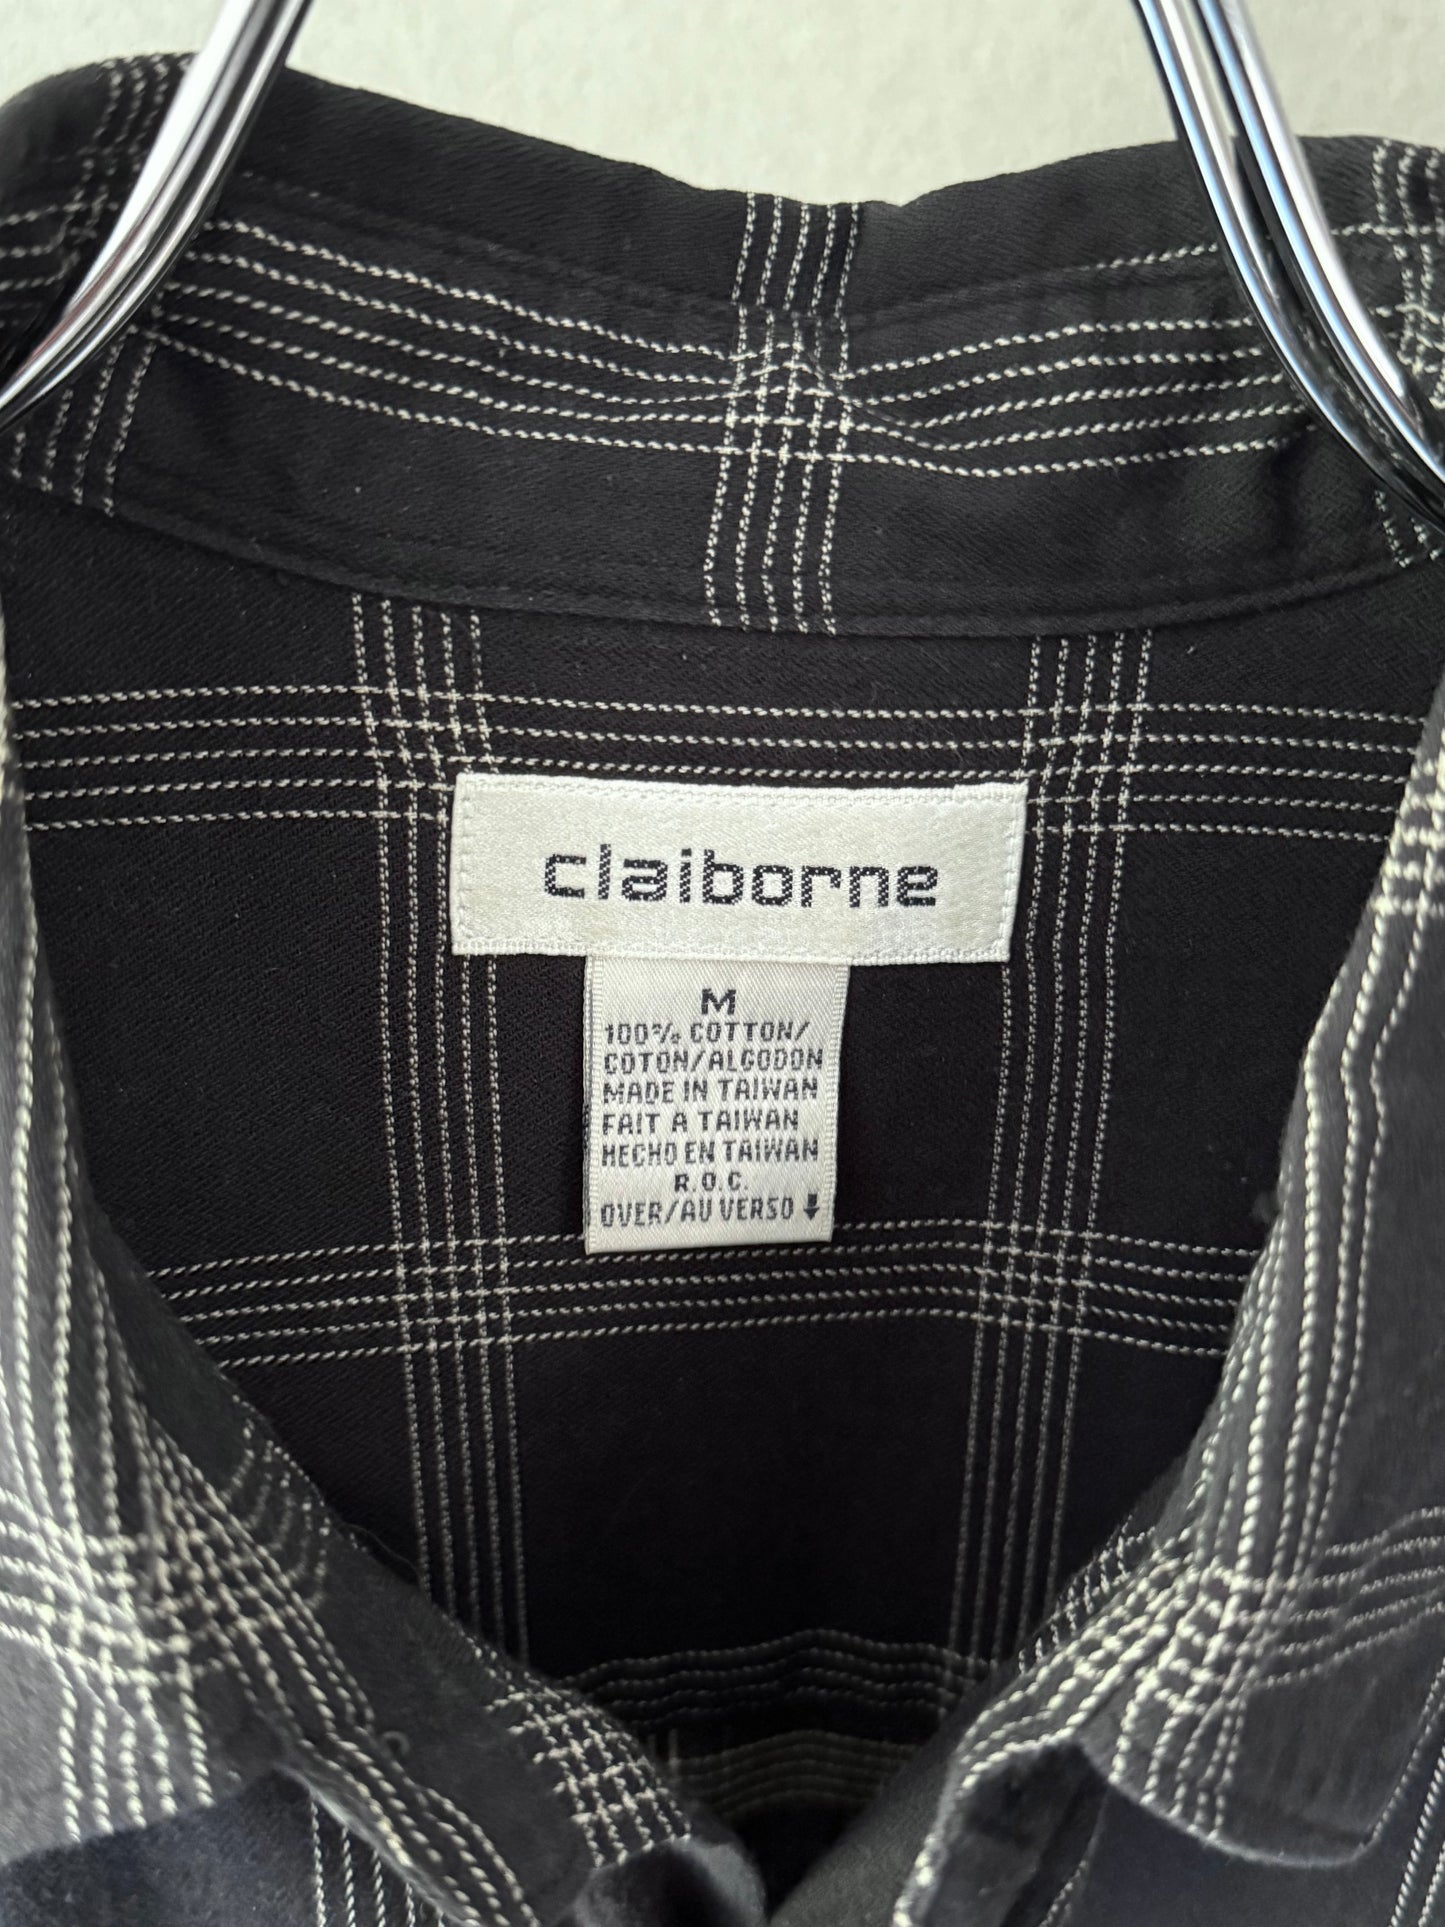 claiborne
M
100% COTTON/
COTON/ALGODON
MADE IN TAIWAN
FAIT A TAIWAN
HECHO EN TAIWAN
R.O.C.
OVER/AU VERSO